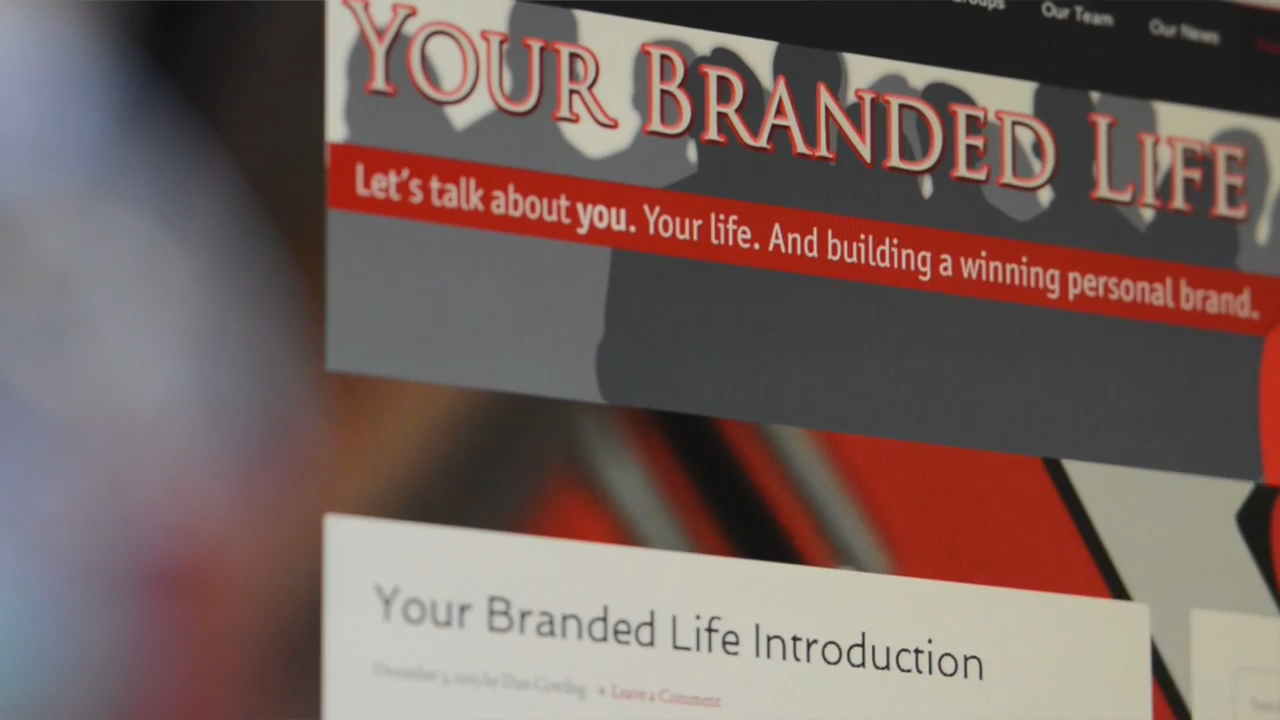 Our Team
Our News
YOUR BRANDED LIFE
Let's talk about you. Your life. And building a winning personal brand.
Your Branded Life Introduction
Leave a Comment